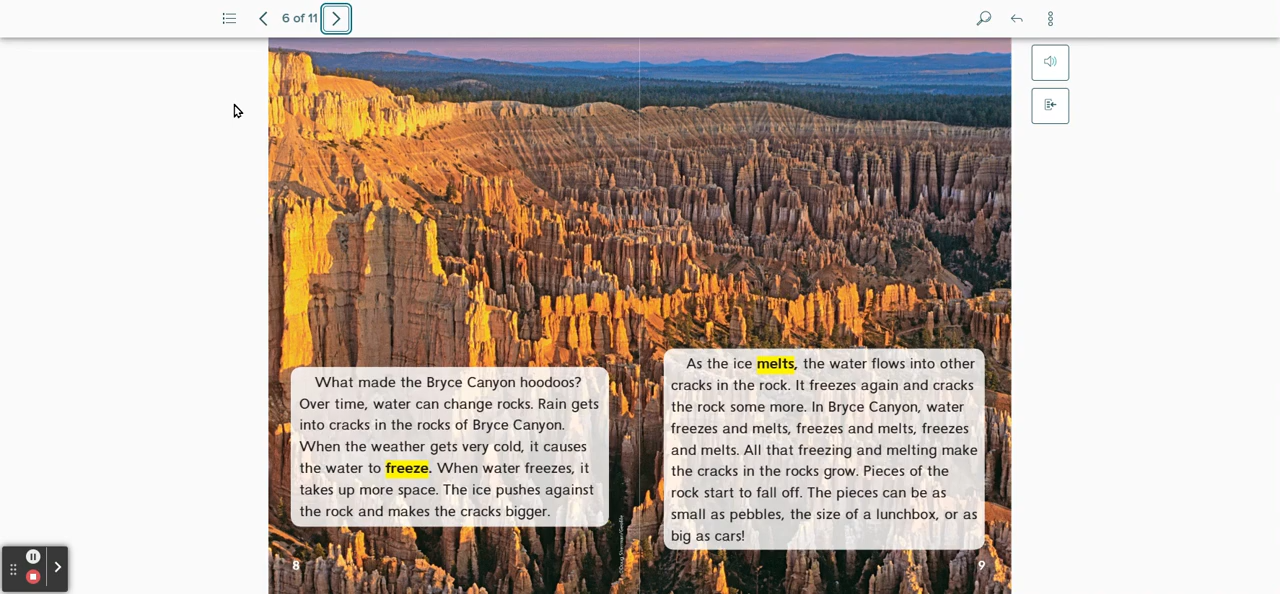 6 of 11
What made the Bryce Canyon hoodoos?
Over time, water can change rocks. Rain gets
into cracks in the rocks of Bryce Canyon.
When the weather gets very cold, it causes
the water to freeze. When water freezes, it
takes up more space. The ice pushes against
the rock and makes the cracks bigger.
8
As the ice melts, the water flows into other
cracks in the rock. It freezes again and cracks
the rock some more. In Bryce Canyon, water
freezes and melts, freezes and melts, freezes
and melts. All that freezing and melting make
the cracks in the rocks grow. Pieces of the
rock start to fall off. The pieces can be as
small as pebbles, the size of a lunchbox, or as
big as cars!
9